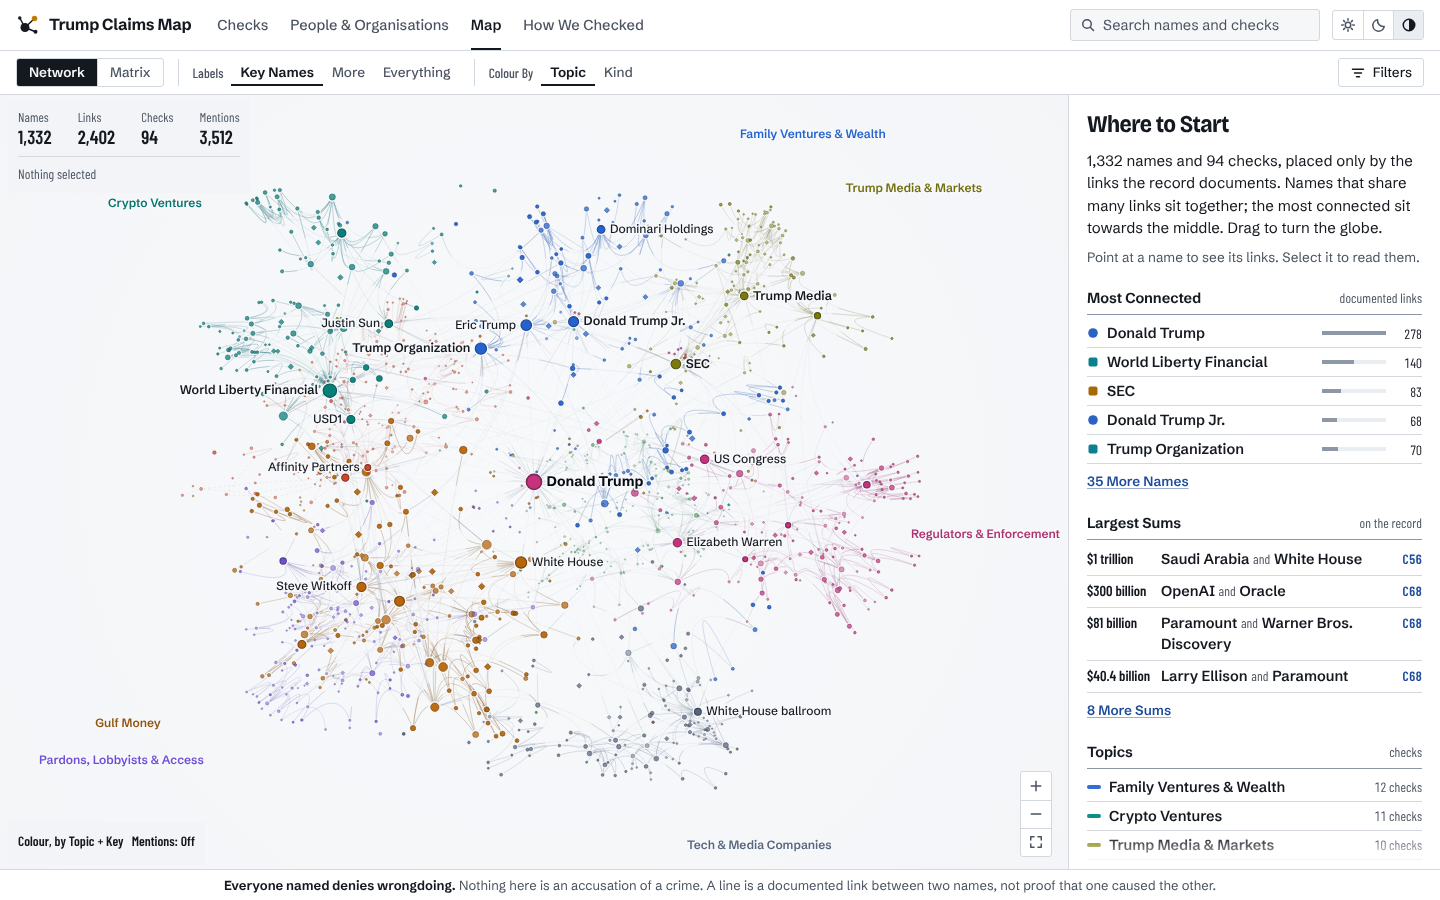 Trump Claims Map
Checks
People & Organisations
Map
How We Checked
Search names and checks
Network
Matrix
Labels
Key Names
More
Everything
Colour By
Topic
Kind
Filters
Names
Links
Checks
Mentions
1,332
2,402
94
3,512
Nothing selected
Family Ventures & Wealth
Trump Media & Markets
Crypto Ventures
Dominari Holdings
Trump Media
Justin Sun
Eric Trump
Donald Trump Jr.
Trump Organization
SEC
World Liberty Financial
USD1
US Congress
Affinity Partners
Donald Trump
Regulators & Enforcement
Elizabeth Warren
White House
Steve Witkoff
White House ballroom
Gulf Money
Pardons, Lobbyists & Access
Colour, by Topic + Key
Mentions: Off
Tech & Media Companies
Where to Start
1,332 names and 94 checks, placed only by the
links the record documents. Names that share
many links sit together; the most connected sit
towards the middle. Drag to turn the globe.
Point at a name to see its links. Select it to read them.
Most Connected documented links
Donald Trump 278
World Liberty Financial 140
SEC 83
Donald Trump Jr. 68
Trump Organization 70
35 More Names
Largest Sums on the record
$1 trillion Saudi Arabia and White House C56
$300 billion OpenAI and Oracle C68
$81 billion Paramount and Warner Bros. C68
Discovery
$40.4 billion Larry Ellison and Paramount C68
8 More Sums
Topics checks
Family Ventures & Wealth 12 checks
Crypto Ventures 11 checks
Trump Media & Markets 10 checks
Everyone named denies wrongdoing. Nothing here is an accusation of a crime. A line is a documented link between two names, not proof that one caused the other.